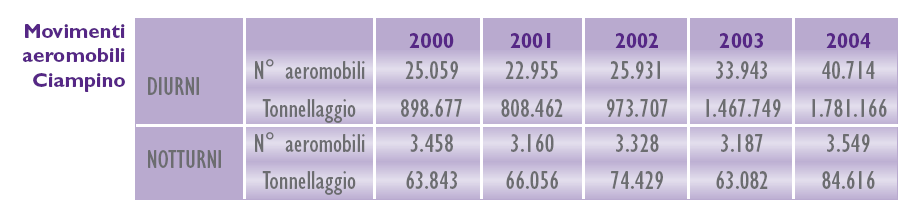 Movimenti
aeromobili
Ciampino
2000 2001 2002 2003 2004
DIURNI
N° aeromobili 25.059 22.955 25.931 33.943 40.714
Tonnellaggio 898.677 808.462 973.707 1.467.749 1.781.166
NOTTURNI
N° aeromobili 3.458 3.160 3.328 3.187 3.549
Tonnellaggio 63.843 66.056 74.429 63.082 84.616